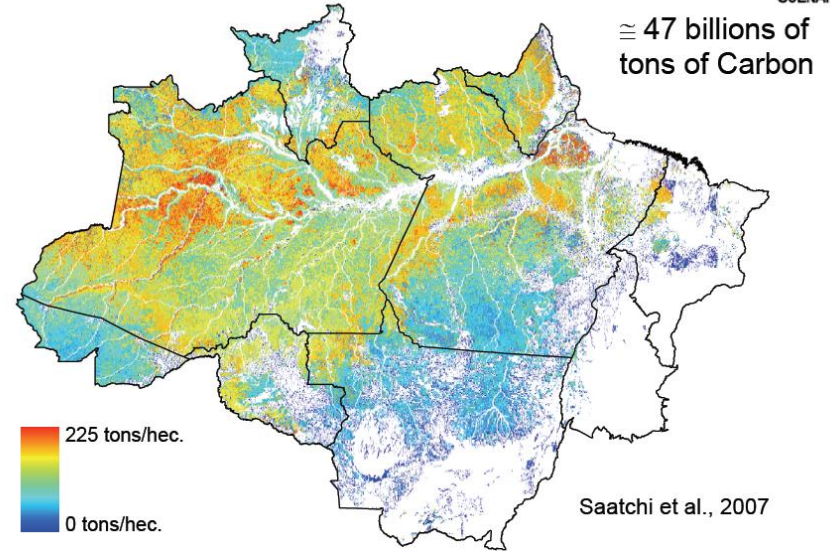 ≅ 47 billions of
tons of Carbon
225 tons/hec.
0 tons/hec.
Saatchi et al., 2007